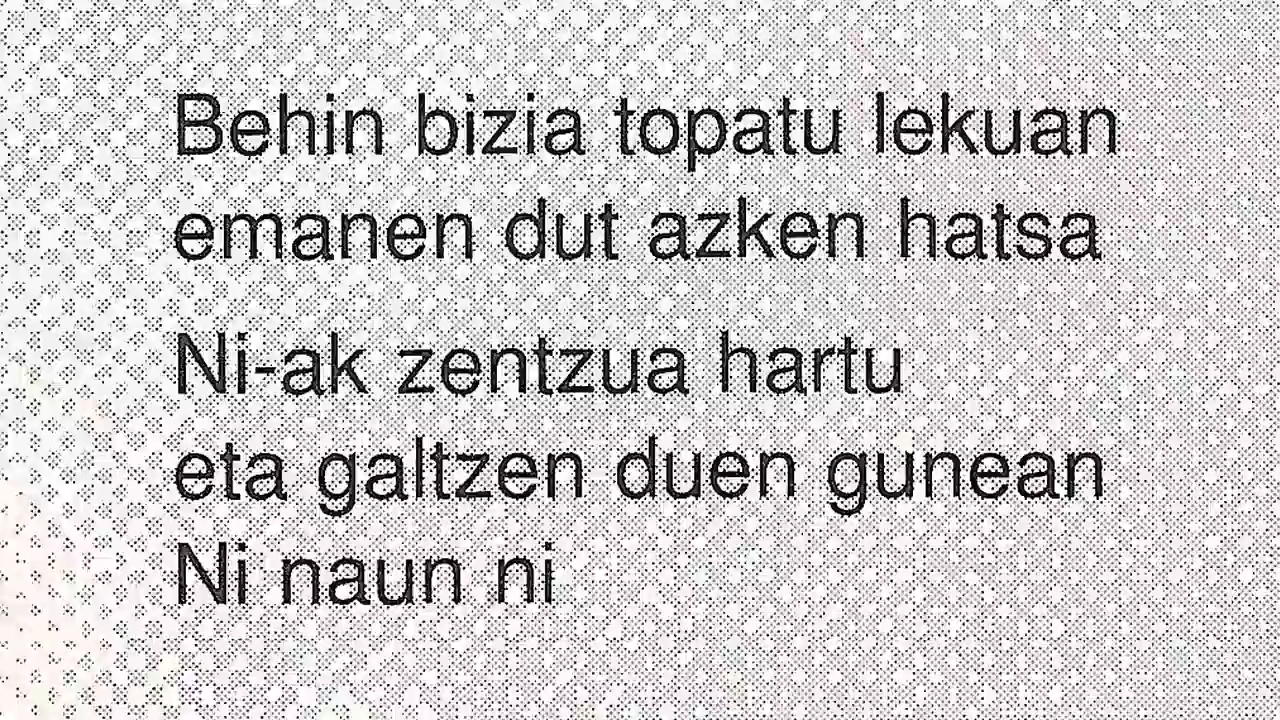 Behin bizia topatu lekuan
emanen dut azken hatsa
Ni-ak zentzua hartu
eta galtzen duen gunean
Ni naun ni